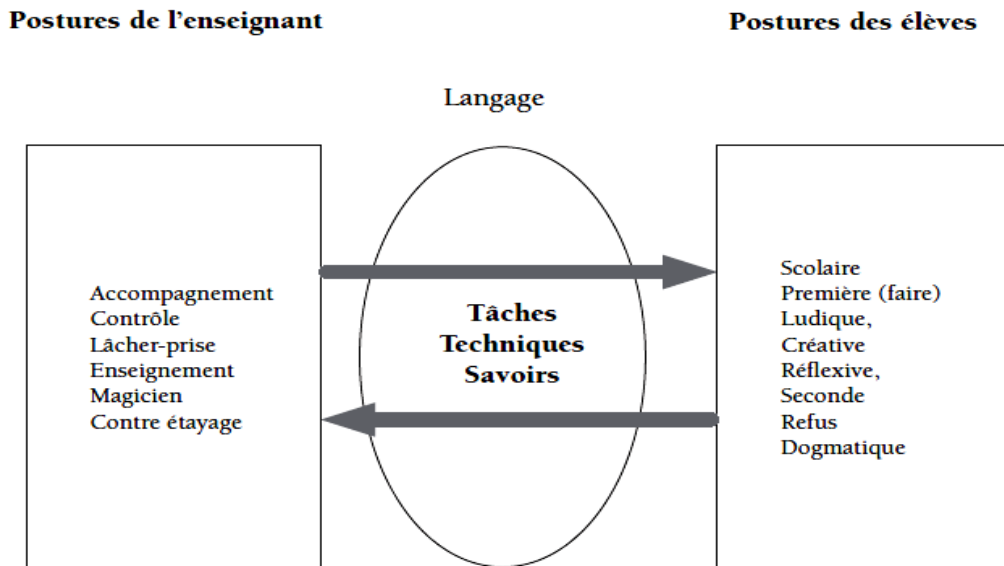 Postures de l'enseignant
Postures des élèves
Langage
Accompagnement
Contrôle
Lâcher-prise
Enseignement
Magicien
Contre étayage
Tâches
Techniques
Savoirs
Scolaire
Première (faire)
Ludique,
Créative
Réflexive,
Seconde
Refus
Dogmatique